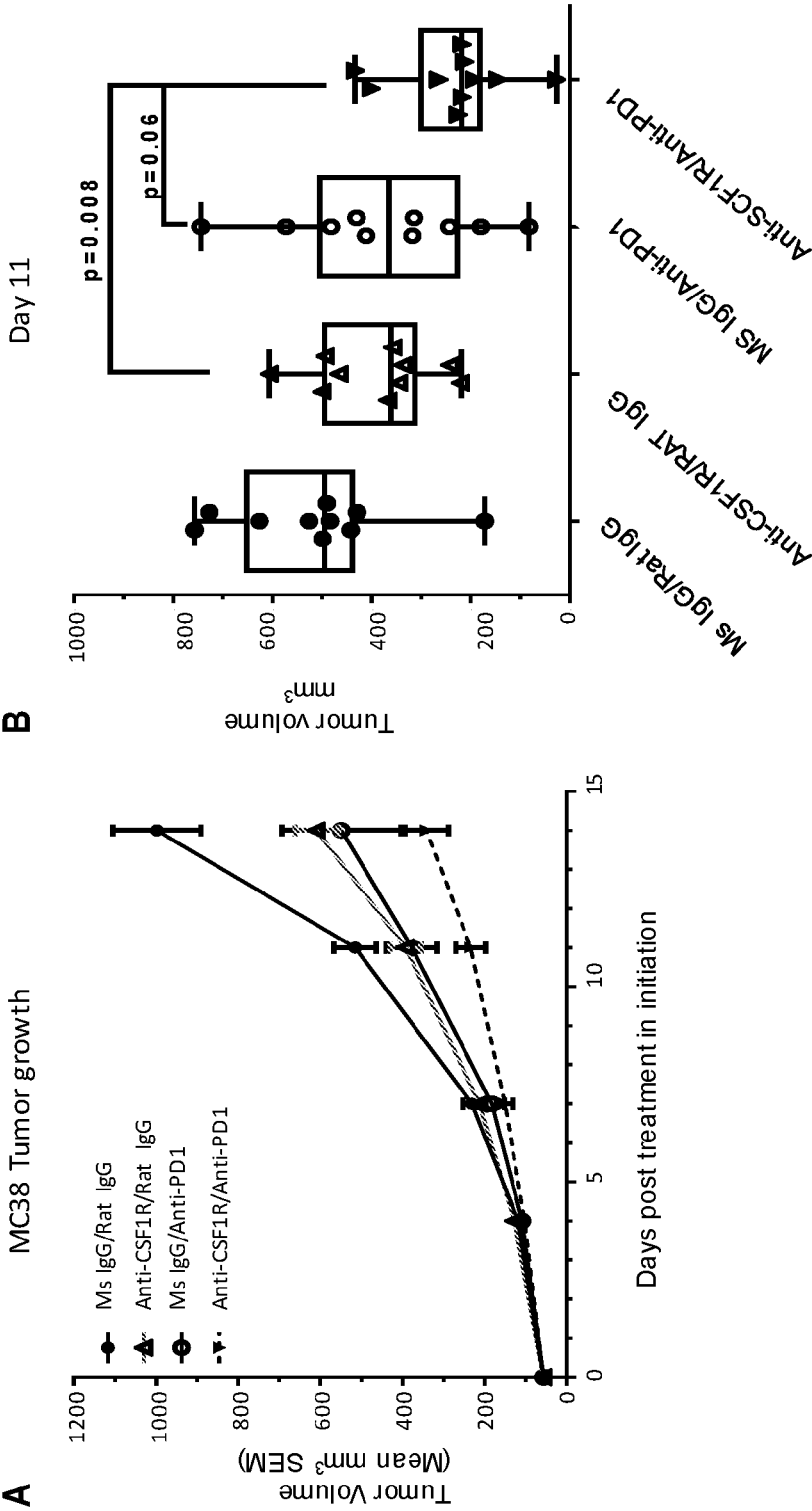 A
MC38 Tumor growth
Tumor Volume
(Mean mm³ SEM)
1200
1000
800
600
400
200
0
Ms IgG/Rat IgG
Anti-CSF1R/Rat IgG
Ms IgG/Anti-PD1
Anti-CSF1R/Anti-PD1
0
5
10
15
Days post treatment in initiation
B
Day 11
Tumor volume
mm³
1000
800
600
400
200
0
p=0.008
p=0.06
Ms IgG/Rat IgG
Anti-CSF1R/RAT IgG
MS IgG/Anti-PD1
Anti-SCF1R/Anti-PD1